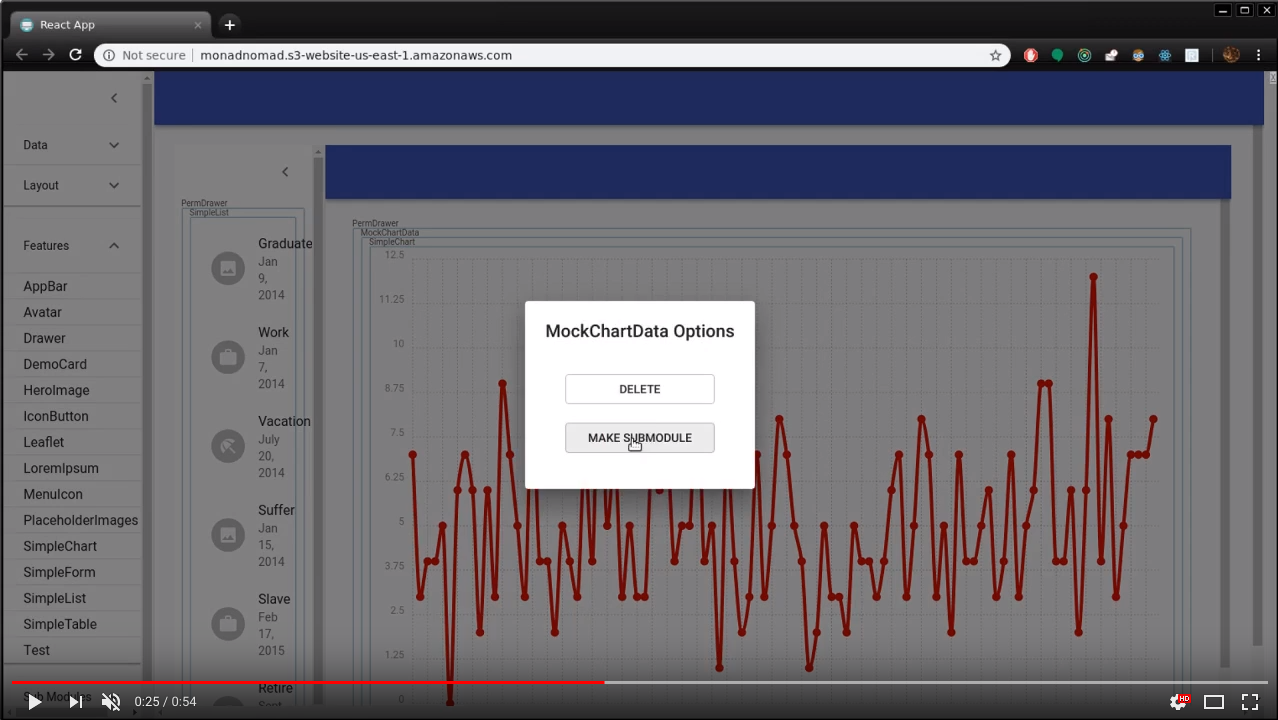 React App
Not secure
monadnomad.s3-website-us-east-1.amazonaws.com
Data
Layout
Features
AppBar
Avatar
Drawer
DemoCard
HeroImage
IconButton
Leaflet
LoremIpsum
MenuIcon
PlaceholderImages
SimpleChart
SimpleForm
SimpleList
SimpleTable
Test
Sub Modules
PermDrawer
SimpleList
Graduate
Jan
9,
2014
Work
Jan
7,
2014
Vacation
July
20,
2014
Suffer
Jan
15,
2014
Slave
Feb
17,
2015
Retire
PermDrawer
MockChartData
SimpleChart
12.5
11.25
10
8.75
7.5
6.25
5
3.75
2.5
1.25
0
MockChartData Options
DELETE
MAKE SUBMODULE
0:25 / 0:54
HD